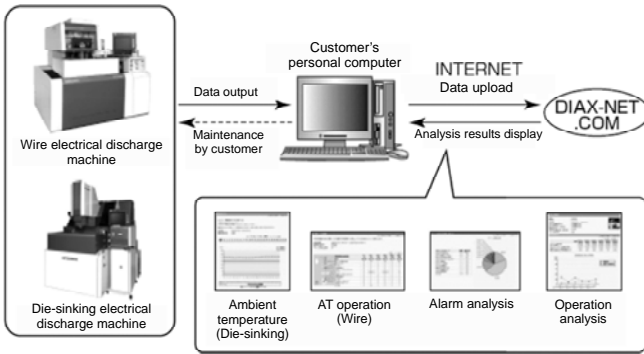 Customer's
personal computer
INTERNET
Data output
Data upload
DIAX-NET
.COM
Maintenance
by customer
Analysis results display
Wire electrical discharge
machine
Die-sinking electrical
discharge machine
Ambient
temperature
(Die-sinking)
AT operation
(Wire)
Alarm analysis
Operation
analysis